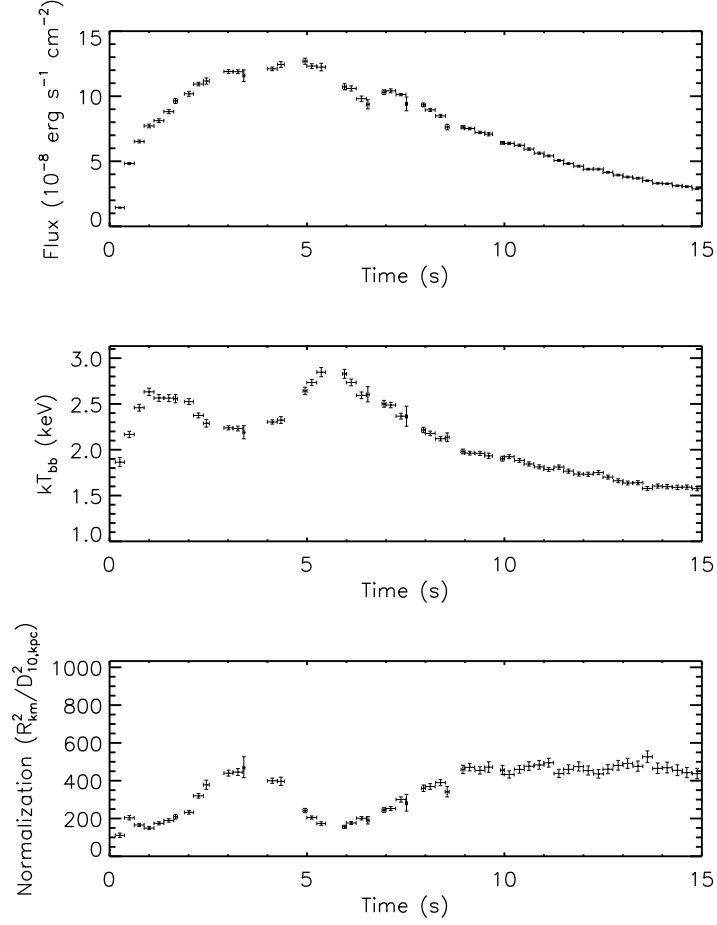 Flux (10⁻⁸ erg s⁻¹ cm⁻²)
15
10
5
0
0 5 10 15
Time (s)
kT_bb (keV)
3.0
2.5
2.0
1.5
1.0
0 5 10 15
Time (s)
Normalization (R²_km/D²_10,kpc)
1000
800
600
400
200
0
0 5 10 15
Time (s)